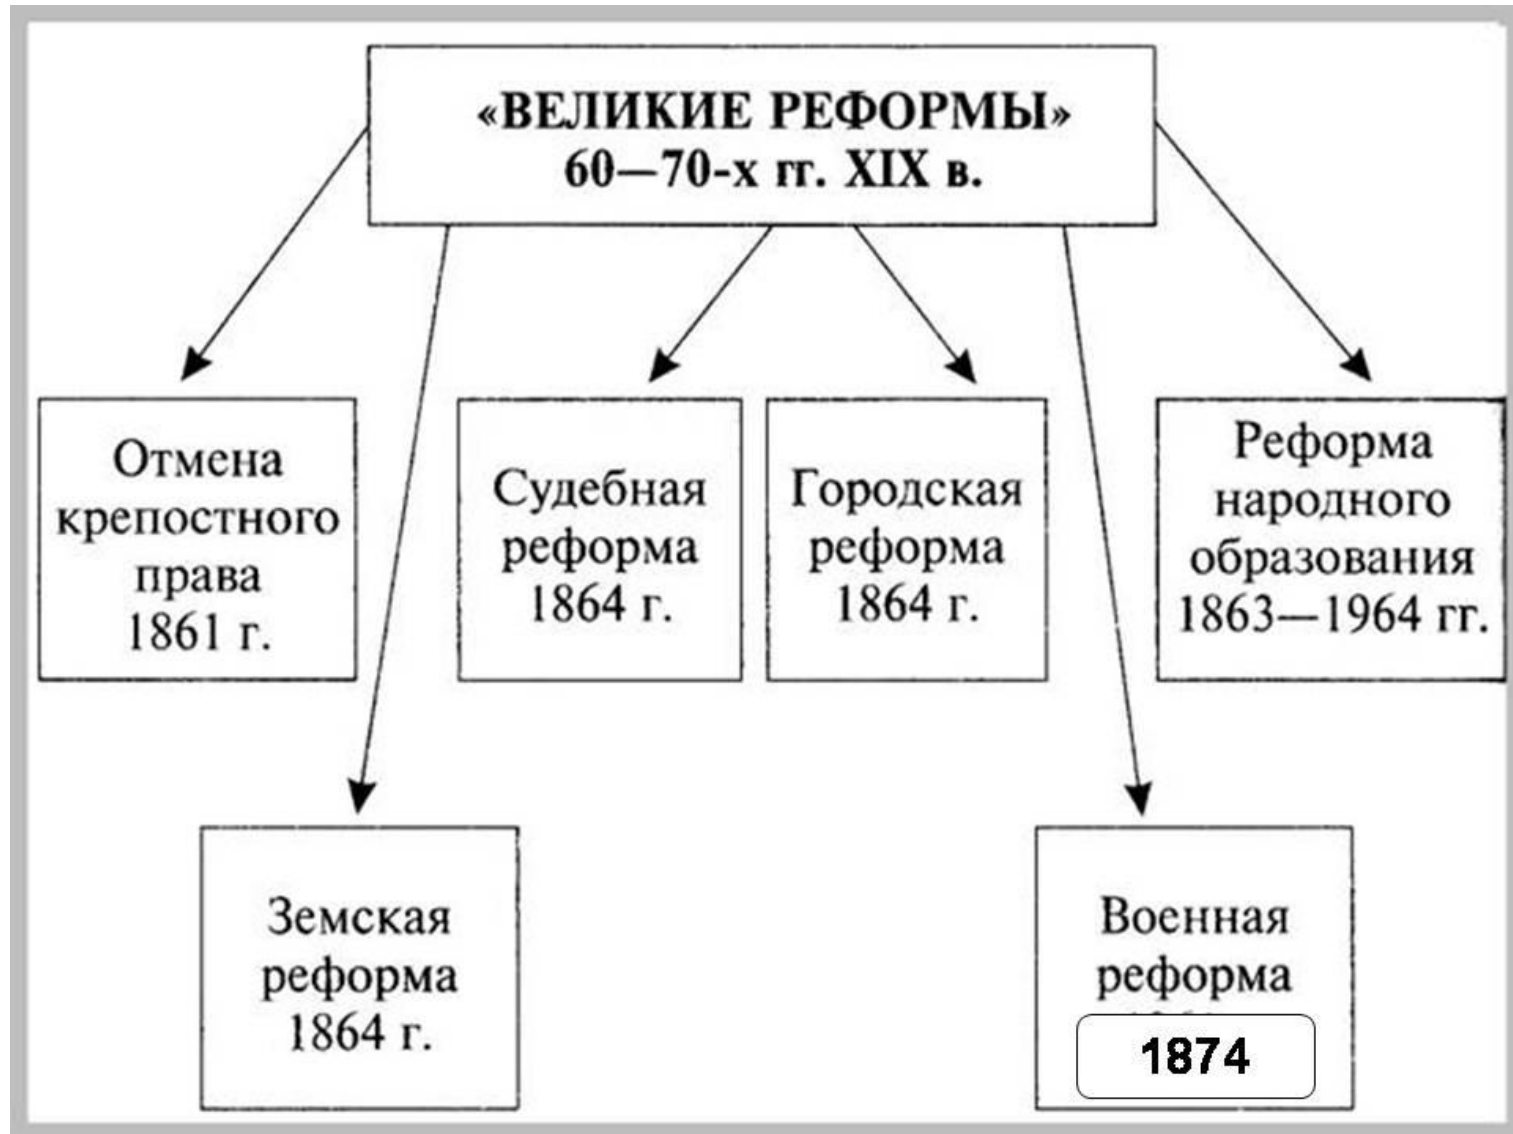 «ВЕЛИКИЕ РЕФОРМЫ»
60—70-х гг. XIX в.
Отмена
крепостного
права
1861 г.
Судебная
реформа
1864 г.
Городская
реформа
1864 г.
Реформа
народного
образования
1863—1964 гг.
Земская
реформа
1864 г.
Военная
реформа
1874